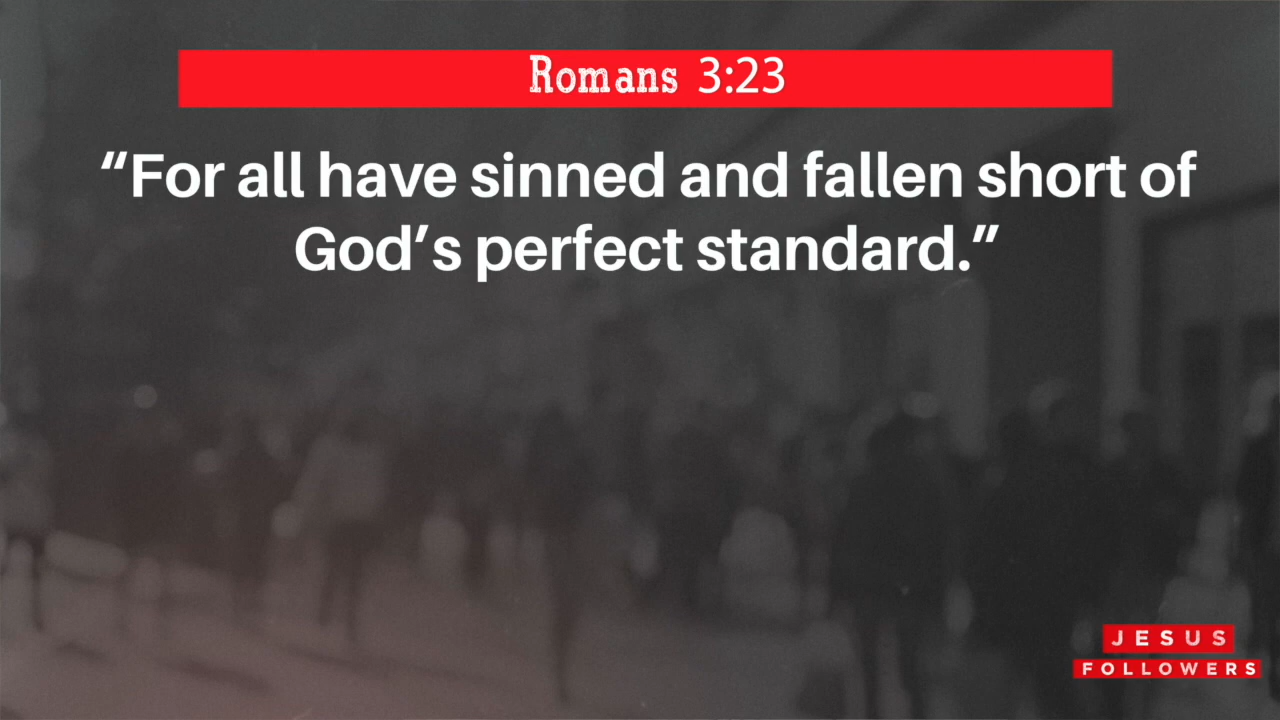 Romans 3:23
“For all have sinned and fallen short of
God’s perfect standard.”
JESUS
FOLLOWERS